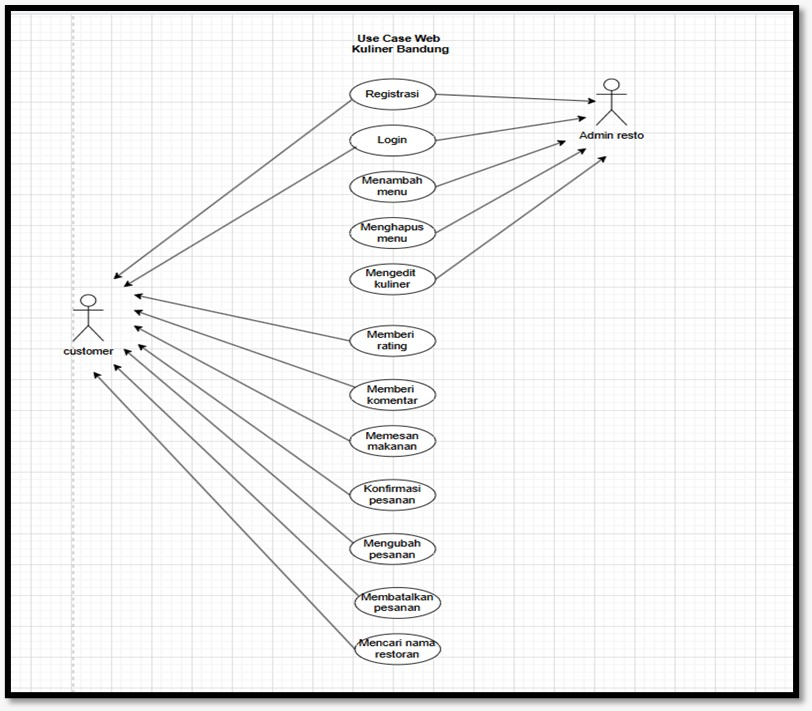 Use Case Web
Kuliner Bandung
Registrasi
Admin resto
Login
Menambah
menu
Menghapus
menu
Mengedit
kuliner
customer
Memberi
rating
Memberi
komentar
Memesan
makanan
Konfirmasi
pesanan
Mengubah
pesanan
Membatalkan
pesanan
Mencari nama
restoran